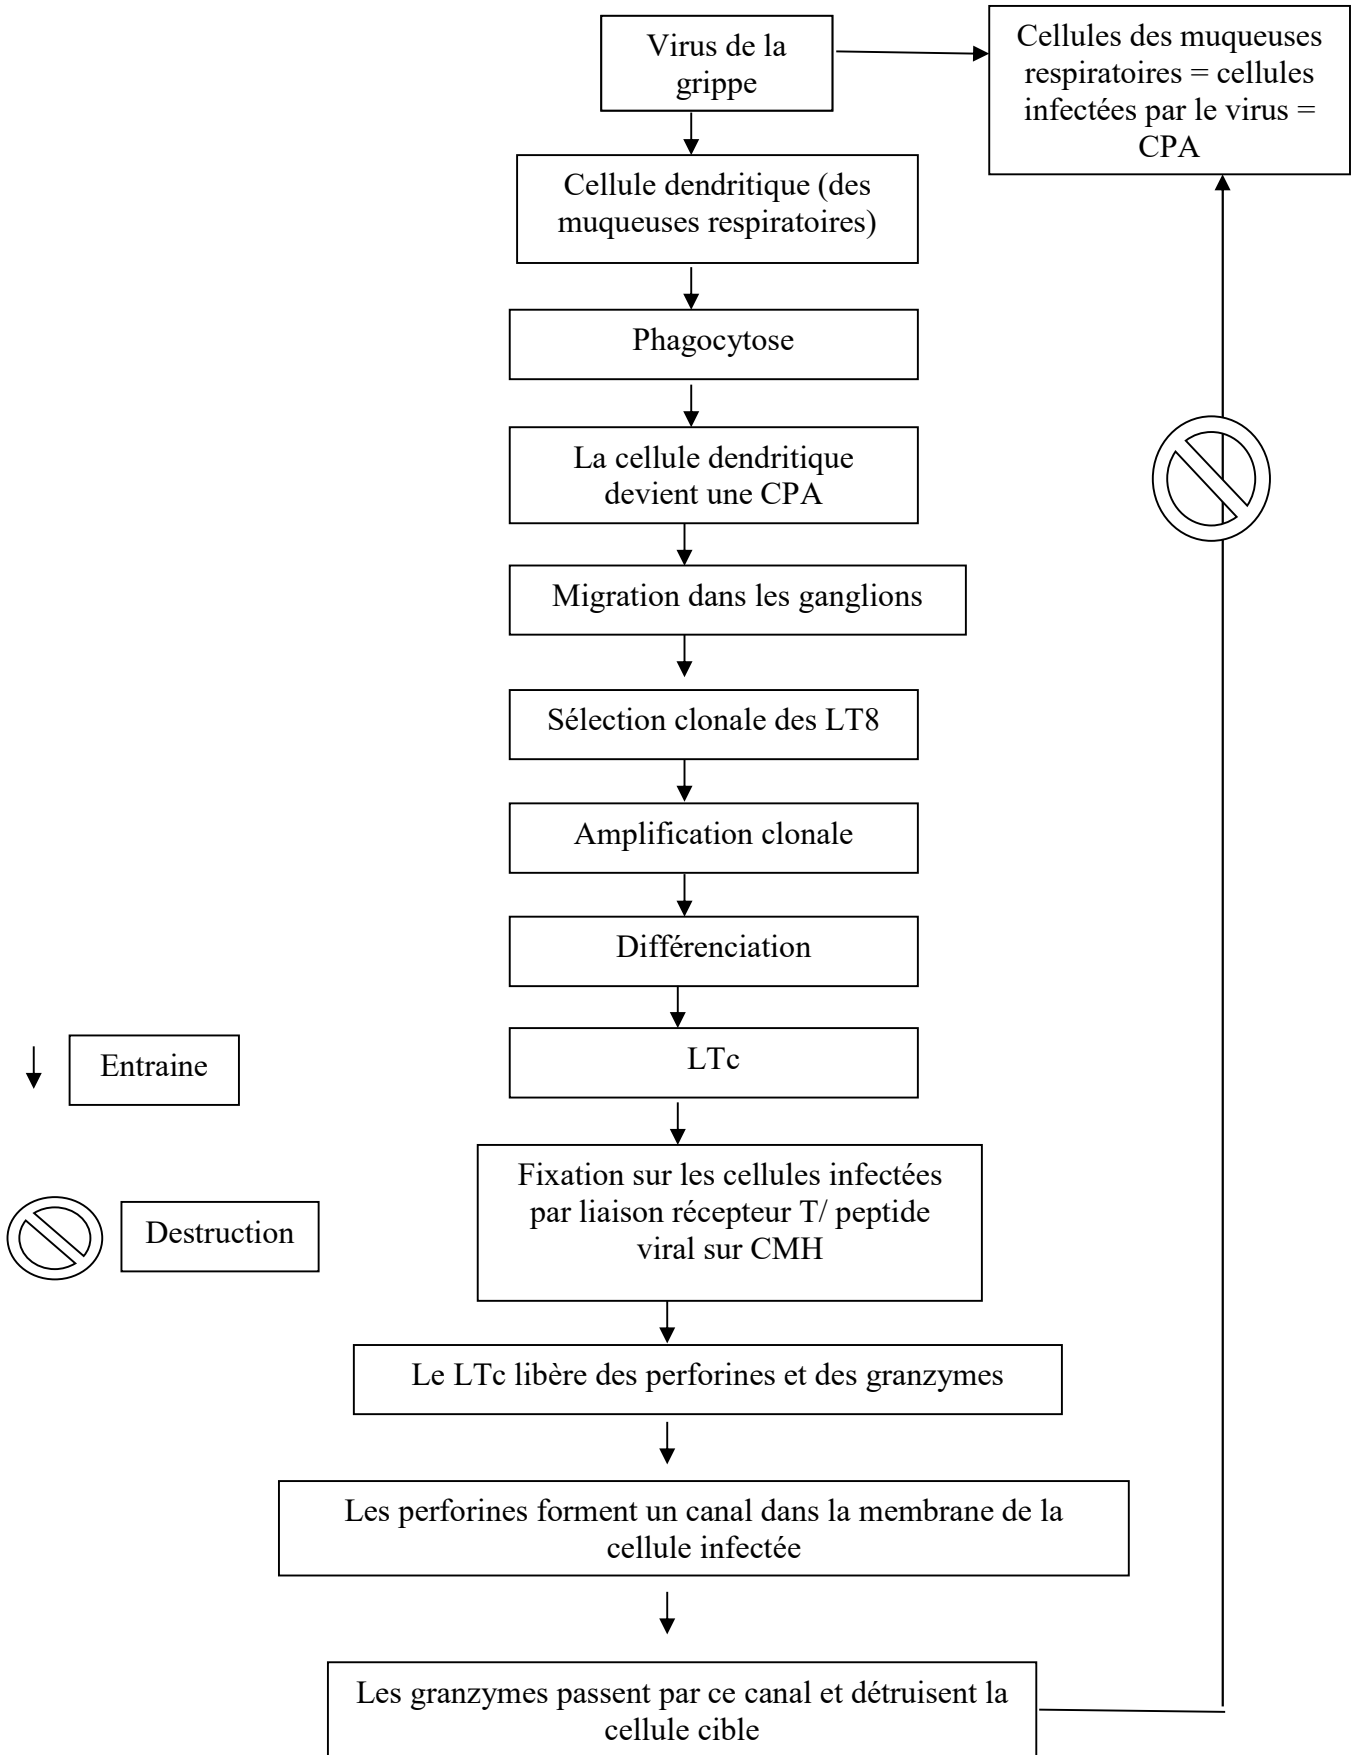 Virus de la
grippe
Cellules des muqueuses
respiratoires = cellules
infectées par le virus =
CPA
Cellule dendritique (des
muqueuses respiratoires)
Phagocytose
La cellule dendritique
devient une CPA
Migration dans les ganglions
Sélection clonale des LT8
Amplification clonale
Différenciation
LTc
Entraine
Fixation sur les cellules infectées
par liaison récepteur T/ peptide
viral sur CMH
Destruction
Le LTc libère des perforines et des granzymes
Les perforines forment un canal dans la membrane de la
cellule infectée
Les granzymes passent par ce canal et détruisent la
cellule cible